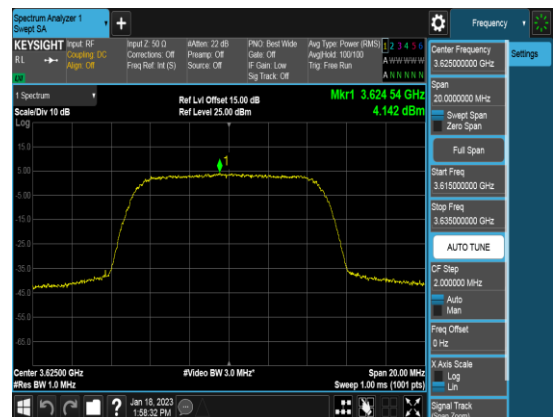 Spectrum Analyzer 1
Swept SA
Frequency
KEYSIGHT
Input: RF
Input Z: 50 Ω
#Atten: 22 dB
PNO: Best Wide
Avg Type: Power (RMS)
1 2 3 4 5 6
RL
Coupling: DC
Corrections: Off
Preamp: Off
Gate: Off
Avg|Hold: 100/100
A W W W W W
Align: Off
Freq Ref: Int (S)
Source: Off
IF Gain: Low
Trig: Free Run
Sig Track: Off
A N N N N N
1 Spectrum
Scale/Div 10 dB
Ref Lvl Offset 15.00 dB
Ref Level 25.00 dBm
Mkr1 3.624 54 GHz
4.142 dBm
Log
15.0
5.00
-5.00
-15.0
-25.0
-35.0
-45.0
-55.0
-65.0
1
Center 3.62500 GHz
#Video BW 3.0 MHz*
Span 20.00 MHz
#Res BW 1.0 MHz
Sweep 1.00 ms (1001 pts)
Center Frequency
3.625000000 GHz
Settings
Span
20.0000000 MHz
Swept Span
Zero Span
Full Span
Start Freq
3.615000000 GHz
Stop Freq
3.635000000 GHz
AUTO TUNE
CF Step
2.000000 MHz
Auto
Man
Freq Offset
0 Hz
X Axis Scale
Log
Lin
Signal Track
(Span Zoom)
Jan 18, 2023
1:58:32 PM